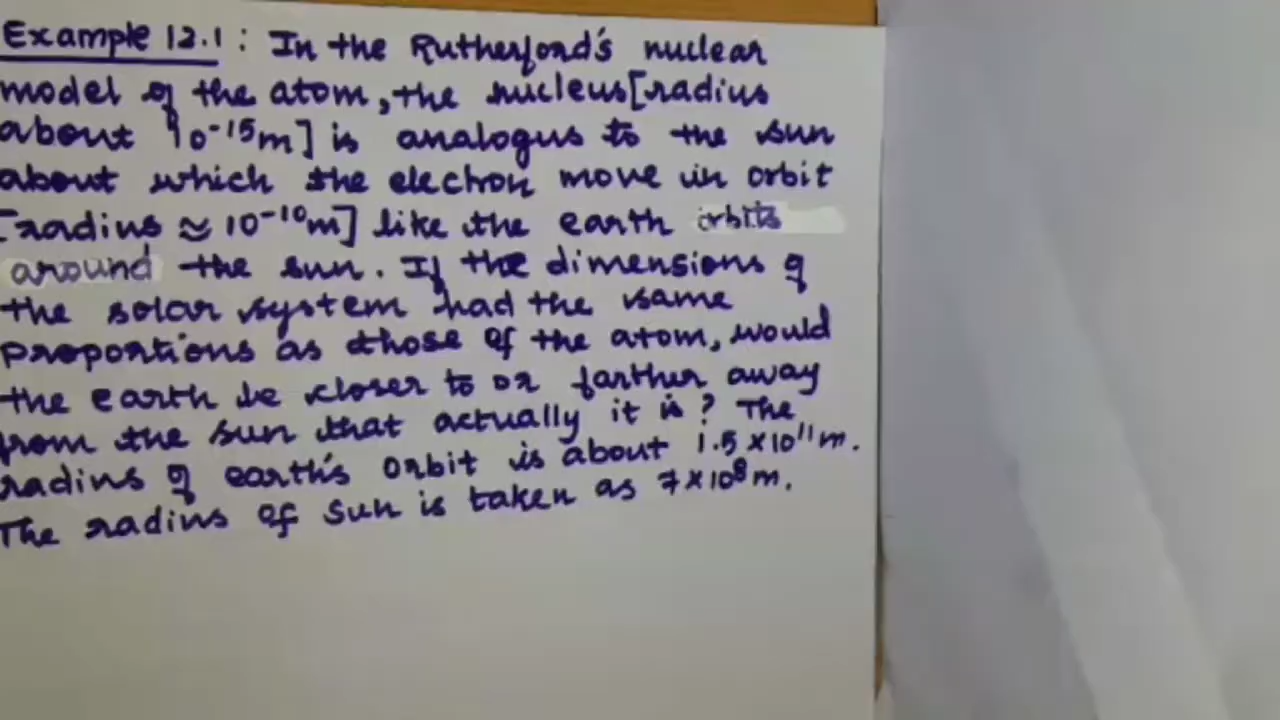 Example 12.1: In the Rutherford's nuclear
model of the atom, the nucleus [radius
about 10⁻¹⁵m] is analogus to the sun
about which the electron move in orbit
[radius ≈ 10⁻¹⁰m] like the earth orbits
around the sun. If the dimensions of
the solar system had the same
proportions as those of the atom, would
the earth be closer to or farther away
from the sun that actually it is? The
radius of earth's orbit is about 1.5 × 10¹¹m.
The radius of sun is taken as 7 × 10⁸m.